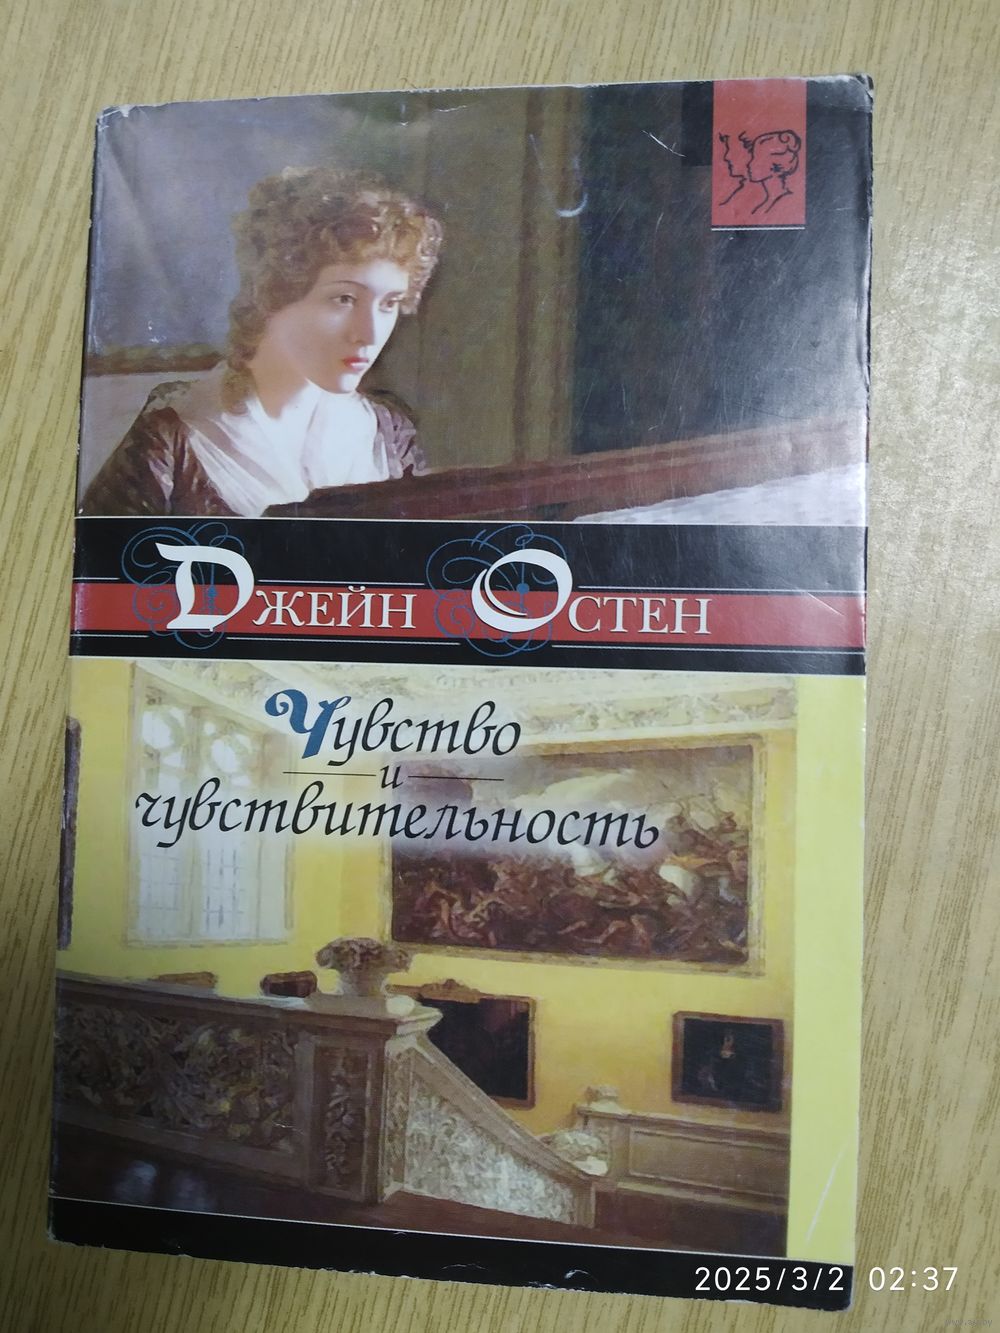 Джейн Остен
Чувство
и
чувствительность
2025/3/2 02:37